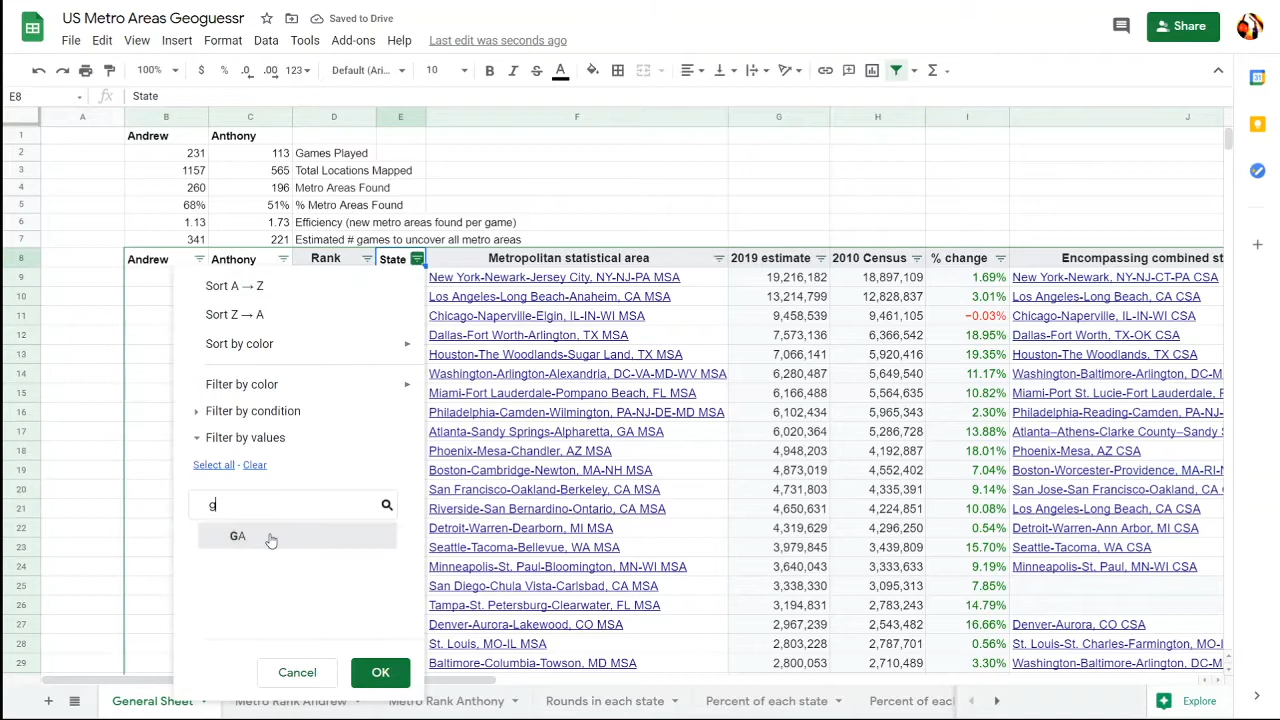 US Metro Areas Geoguessr Saved to Drive
File Edit View Insert Format Data Tools Add-ons Help Last edit was seconds ago
Share
100% $ % .0 .00 123 Default (Ari... 10 B I S A
E8 fx State
A B C D E F G H I J
1 Andrew Anthony
2 231 113 Games Played
3 1157 565 Total Locations Mapped
4 260 196 Metro Areas Found
5 68% 51% % Metro Areas Found
6 1.13 1.73 Efficiency (new metro areas found per game)
7 341 221 Estimated # games to uncover all metro areas
8 Andrew Anthony Rank State Metropolitan statistical area 2019 estimate 2010 Census % change Encompassing combined st
9 New York-Newark-Jersey City, NY-NJ-PA MSA 19,216,182 18,897,109 1.69% New York-Newark, NY-NJ-CT-PA CSA
10 Los Angeles-Long Beach-Anaheim, CA MSA 13,214,799 12,828,837 3.01% Los Angeles-Long Beach, CA CSA
11 Chicago-Naperville-Elgin, IL-IN-WI MSA 9,458,539 9,461,105 −0.03% Chicago-Naperville, IL-IN-WI CSA
12 Dallas-Fort Worth-Arlington, TX MSA 7,573,136 6,366,542 18.95% Dallas-Fort Worth, TX-OK CSA
13 Houston-The Woodlands-Sugar Land, TX MSA 7,066,141 5,920,416 19.35% Houston-The Woodlands, TX CSA
14 Washington-Arlington-Alexandria, DC-VA-MD-WV MSA 6,280,487 5,649,540 11.17% Washington-Baltimore-Arlington, DC-M
15 Miami-Fort Lauderdale-Pompano Beach, FL MSA 6,166,488 5,564,635 10.82% Miami-Port St. Lucie-Fort Lauderdale, F
16 Philadelphia-Camden-Wilmington, PA-NJ-DE-MD MSA 6,102,434 5,965,343 2.30% Philadelphia-Reading-Camden, PA-NJ-
17 Atlanta-Sandy Springs-Alpharetta, GA MSA 6,020,364 5,286,728 13.88% Atlanta–Athens-Clarke County–Sandy S
18 Phoenix-Mesa-Chandler, AZ MSA 4,948,203 4,192,887 18.01% Phoenix-Mesa, AZ CSA
19 Boston-Cambridge-Newton, MA-NH MSA 4,873,019 4,552,402 7.04% Boston-Worcester-Providence, MA-RI-N
20 San Francisco-Oakland-Berkeley, CA MSA 4,731,803 4,335,391 9.14% San Jose-San Francisco-Oakland, CA C
21 Riverside-San Bernardino-Ontario, CA MSA 4,650,631 4,224,851 10.08% Los Angeles-Long Beach, CA CSA
22 Detroit-Warren-Dearborn, MI MSA 4,319,629 4,296,250 0.54% Detroit-Warren-Ann Arbor, MI CSA
23 Seattle-Tacoma-Bellevue, WA MSA 3,979,845 3,439,809 15.70% Seattle-Tacoma, WA CSA
24 Minneapolis-St. Paul-Bloomington, MN-WI MSA 3,640,043 3,333,633 9.19% Minneapolis-St. Paul, MN-WI CSA
25 San Diego-Chula Vista-Carlsbad, CA MSA 3,338,330 3,095,313 7.85%
26 Tampa-St. Petersburg-Clearwater, FL MSA 3,194,831 2,783,243 14.79%
27 Denver-Aurora-Lakewood, CO MSA 2,967,239 2,543,482 16.66% Denver-Aurora, CO CSA
28 St. Louis, MO-IL MSA 2,803,228 2,787,701 0.56% St. Louis-St. Charles-Farmington, MO-I
29 Baltimore-Columbia-Towson, MD MSA 2,800,053 2,710,489 3.30% Washington-Baltimore-Arlington, DC-M
Sort A → Z
Sort Z → A
Sort by color
Filter by color
Filter by condition
Filter by values
Select all - Clear
g
GA
Cancel OK
General Sheet Metro Rank Andrew Metro Rank Anthony Rounds in each state Percent of each state Percent of eac Explore